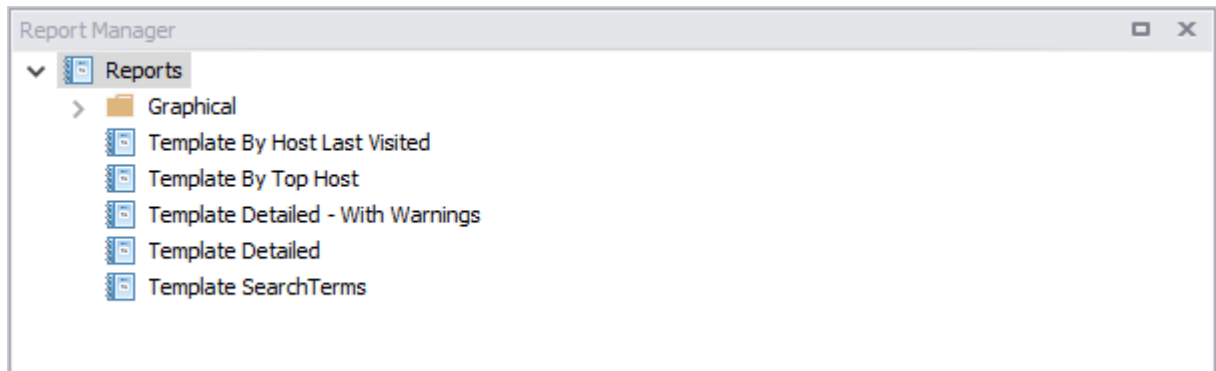 Report Manager
Reports
Graphical
Template By Host Last Visited
Template By Top Host
Template Detailed - With Warnings
Template Detailed
Template SearchTerms